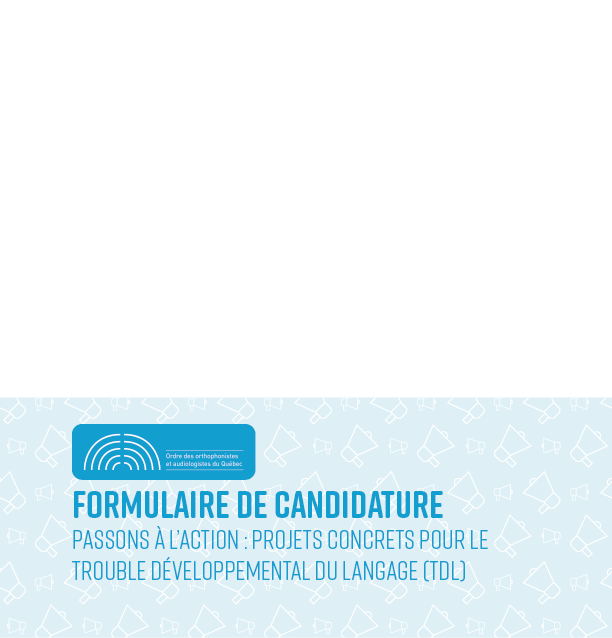 Ordre des orthophonistes
et audiologistes du Québec
FORMULAIRE DE CANDIDATURE
PASSONS À L'ACTION : PROJETS CONCRETS POUR LE
TROUBLE DÉVELOPPEMENTAL DU LANGAGE (TDL)